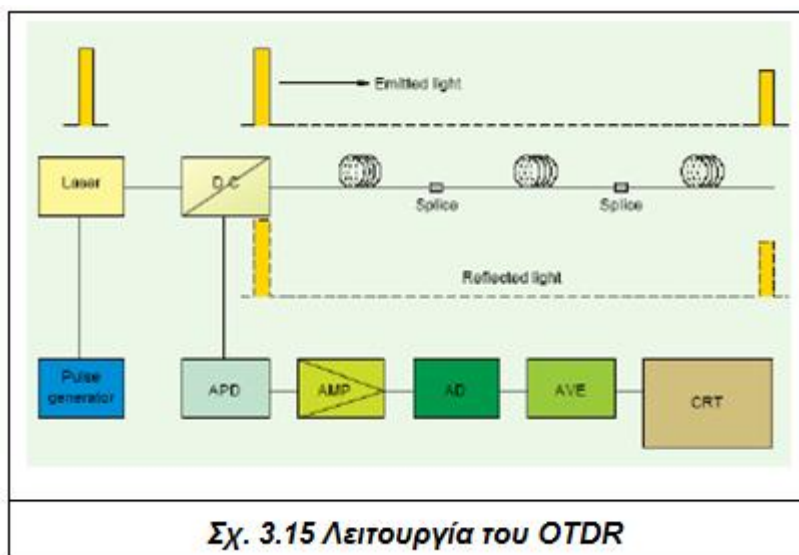 Emitted light
Laser
D.C
Splice
Splice
Reflected light
Pulse
generator
APD
AMP
AD
AVE
CRT
Σχ. 3.15 Λειτουργία του OTDR